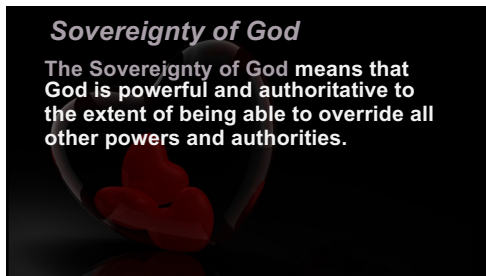 Sovereignty of God
The Sovereignty of God means that
God is powerful and authoritative to
the extent of being able to override all
other powers and authorities.